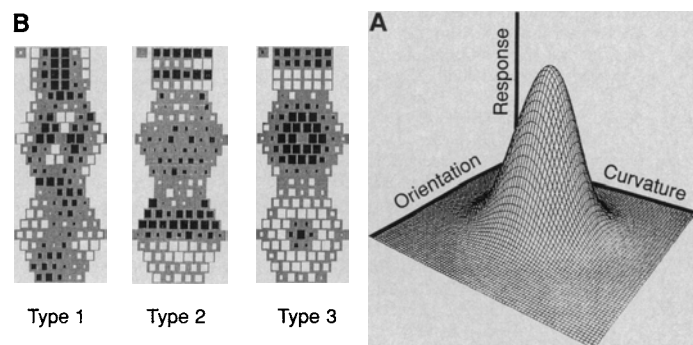 B
Type 1
Type 2
Type 3
A
Response
Orientation
Curvature